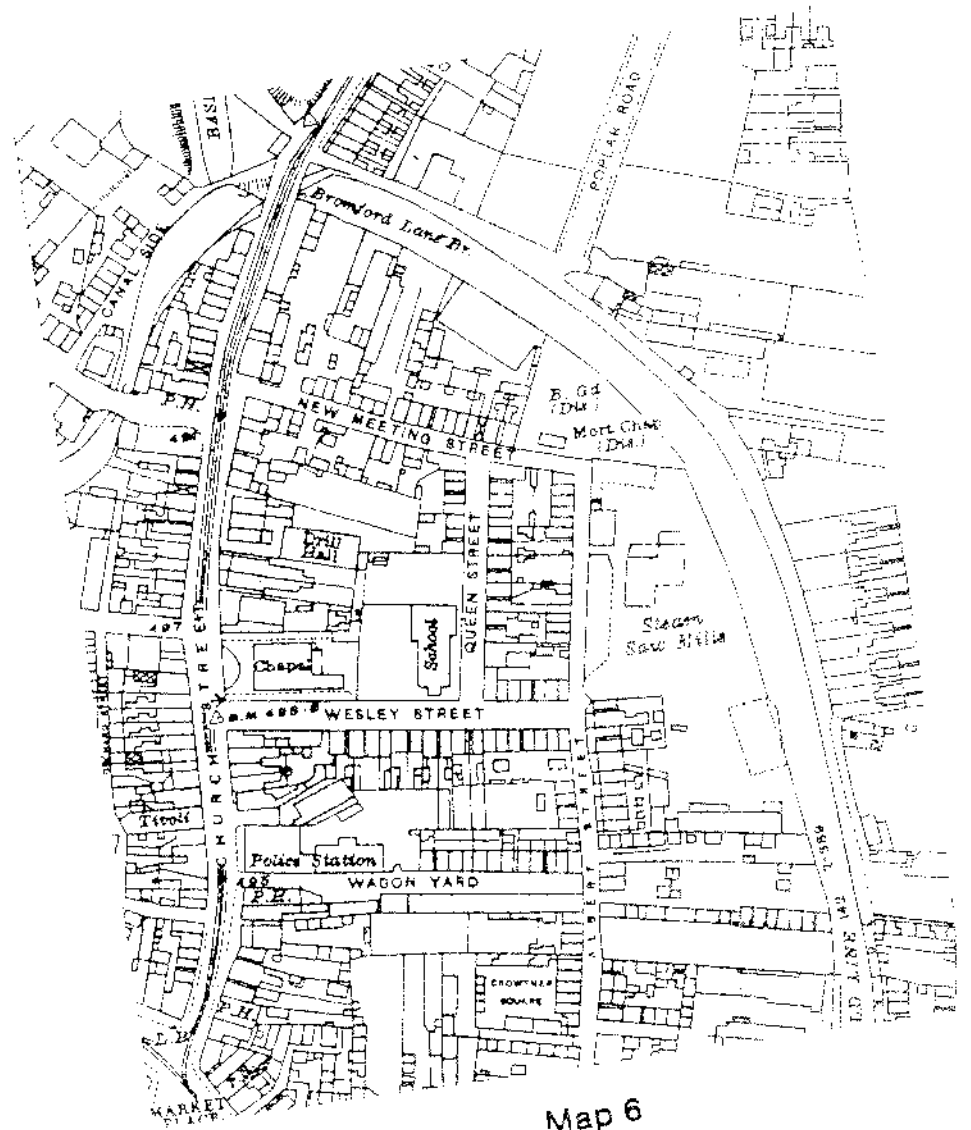 POPLAR ROAD
Bromford Lane Br.
CANAL SIDE
P.H.
B. Gd
(Dis.)
NEW MEETING STREET
Mort. Chap.
(Dis.)
Drill
Hall
QUEEN STREET
School
Steam
Saw Mills
497
Chapel
CHURCH STREET
WESLEY STREET
Tivoli
ALBERT STREET
Police Station
495
P.H.
WAGON YARD
SQUARE
P.H.
MARKET
PLACE
Map 6